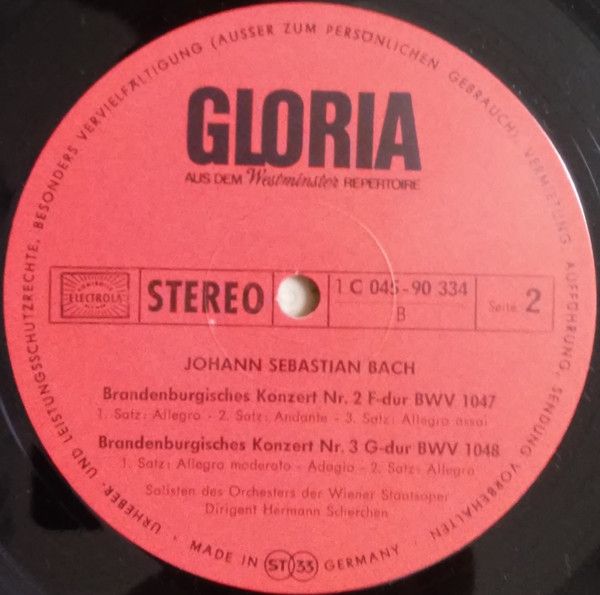 URHEBER- UND LEISTUNGSSCHUTZRECHTE, BESONDERS VERVIELFÄLTIGUNG (AUSSER ZUM PERSÖNLICHEN GEBRAUCH), VERMIETUNG, AUFFÜHRUNG, SENDUNG VORBEHALTEN
GLORIA
AUS DEM Westminster REPERTOIRE
ELECTROLA
STEREO
1 C 045-90 334
B
Seite 2
JOHANN SEBASTIAN BACH
Brandenburgisches Konzert Nr. 2 F-dur BWV 1047
1. Satz: Allegro - 2. Satz: Andante - 3. Satz: Allegro assai
Brandenburgisches Konzert Nr. 3 G-dur BWV 1048
1. Satz: Allegro moderato - Adagio - 2. Satz: Allegro
Solisten des Orchesters der Wiener Staatsoper
Dirigent Hermann Scherchen
• MADE IN ST 33 GERMANY •